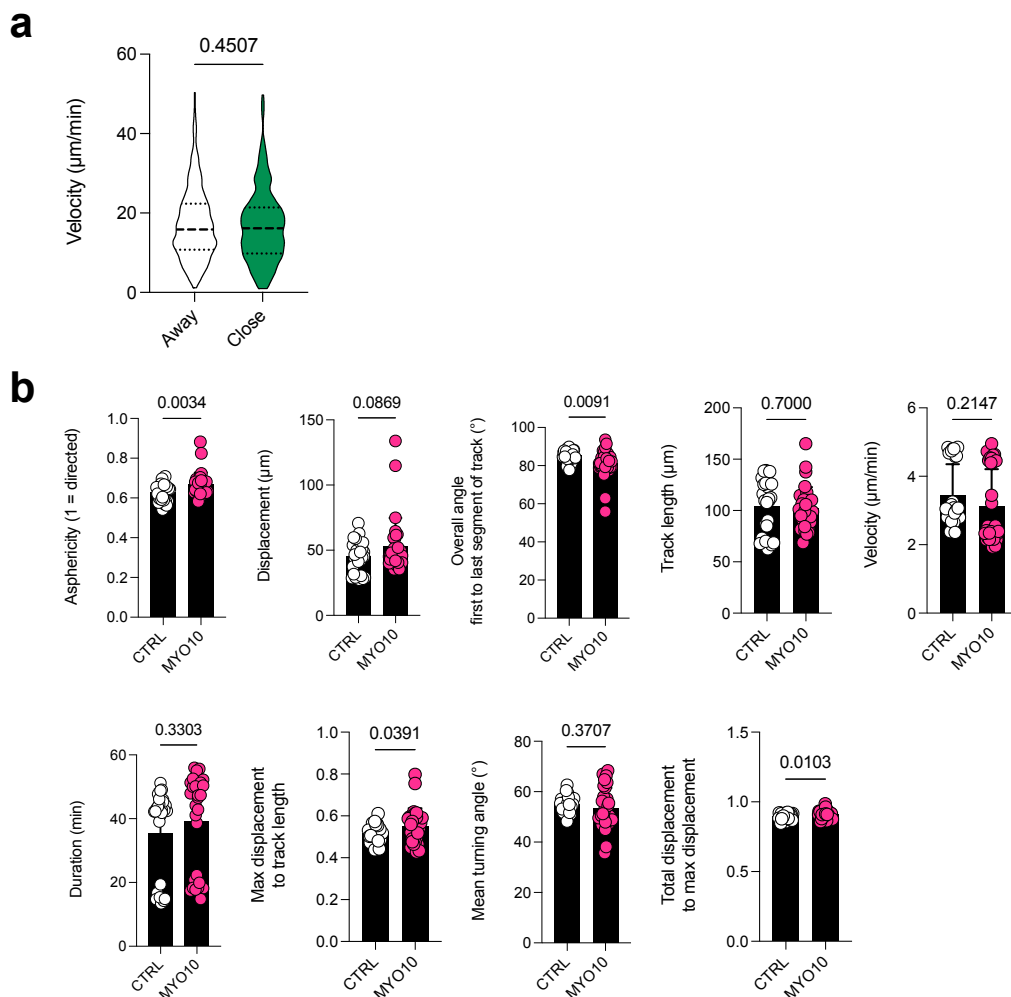 a
0.4507
Velocity (µm/min)
60
40
20
0
Away
Close
b
0.0034
Asphericity (1 = directed)
1.0
0.8
0.6
0.4
0.2
0.0
CTRL
MYO10
0.0869
Displacement (µm)
150
100
50
0
CTRL
MYO10
0.0091
Overall angle
first to last segment of track (°)
100
80
60
40
20
0
CTRL
MYO10
0.7000
Track length (µm)
200
150
100
50
0
CTRL
MYO10
0.2147
Velocity (µm/min)
6
4
2
0
CTRL
MYO10
0.3303
Duration (min)
60
40
20
0
CTRL
MYO10
0.0391
Max displacement
to track length
1.0
0.8
0.6
0.4
0.2
0.0
CTRL
MYO10
0.3707
Mean turning angle (°)
80
60
40
20
0
CTRL
MYO10
0.0103
Total displacement
to max displacement
1.5
1.0
0.5
0.0
CTRL
MYO10